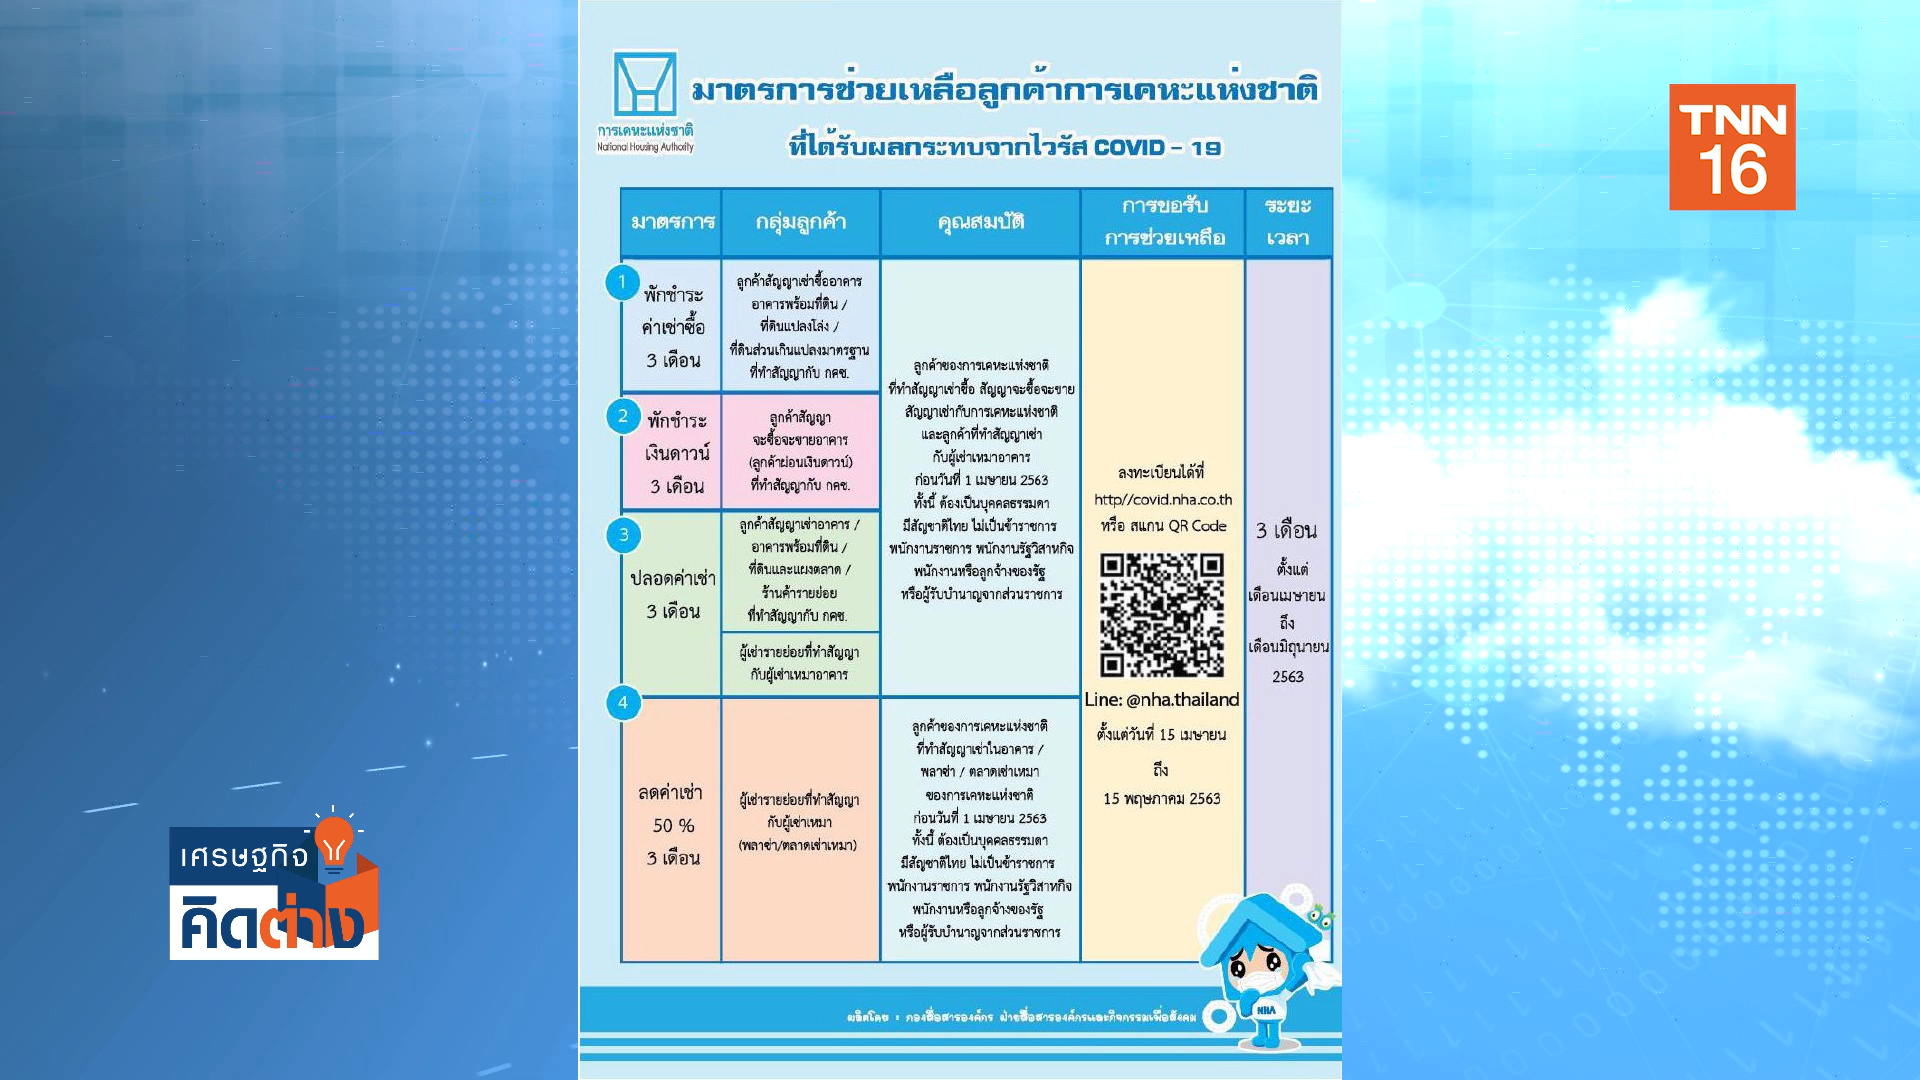 การเคหะแห่งชาติ
National Housing Authority
มาตรการช่วยเหลือลูกค้าการเคหะแห่งชาติ
ที่ได้รับผลกระทบจากไวรัส COVID - 19
TNN
16
มาตรการ
กลุ่มลูกค้า
คุณสมบัติ
การขอรับ
การช่วยเหลือ
ระยะ
เวลา
1
พักชำระ
ค่าเช่าซื้อ
3 เดือน
ลูกค้าสัญญาเช่าซื้ออาคาร
อาคารพร้อมที่ดิน /
ที่ดินแปลงโล่ง /
ที่ดินส่วนเกินแปลงมาตรฐาน
ที่ทำสัญญากับ กคช.
2
พักชำระ
เงินดาวน์
3 เดือน
ลูกค้าสัญญา
จะซื้อจะขายอาคาร
(ลูกค้าผ่อนเงินดาวน์)
ที่ทำสัญญากับ กคช.
3
ปลอดค่าเช่า
3 เดือน
ลูกค้าสัญญาเช่าอาคาร /
อาคารพร้อมที่ดิน /
ที่ดินและแผงตลาด /
ร้านค้ารายย่อย
ที่ทำสัญญากับ กคช.
ผู้เช่ารายย่อยที่ทำสัญญา
กับผู้เช่าเหมาอาคาร
ลูกค้าของการเคหะแห่งชาติ
ที่ทำสัญญาเช่าซื้อ สัญญาจะซื้อจะขาย
สัญญาเช่ากับการเคหะแห่งชาติ
และลูกค้าที่ทำสัญญาเช่า
กับผู้เช่าเหมาอาคาร
ก่อนวันที่ 1 เมษายน 2563
ทั้งนี้ ต้องเป็นบุคคลธรรมดา
มีสัญชาติไทย ไม่เป็นข้าราชการ
พนักงานราชการ พนักงานรัฐวิสาหกิจ
พนักงานหรือลูกจ้างของรัฐ
หรือผู้รับบำนาญจากส่วนราชการ
4
ลดค่าเช่า
50 %
3 เดือน
ผู้เช่ารายย่อยที่ทำสัญญา
กับผู้เช่าเหมา
(พลาซ่า/ตลาดเช่าเหมา)
ลูกค้าของการเคหะแห่งชาติ
ที่ทำสัญญาเช่าในอาคาร /
พลาซ่า / ตลาดเช่าเหมา
ของการเคหะแห่งชาติ
ก่อนวันที่ 1 เมษายน 2563
ทั้งนี้ ต้องเป็นบุคคลธรรมดา
มีสัญชาติไทย ไม่เป็นข้าราชการ
พนักงานราชการ พนักงานรัฐวิสาหกิจ
พนักงานหรือลูกจ้างของรัฐ
หรือผู้รับบำนาญจากส่วนราชการ
ลงทะเบียนได้ที่
http//covid.nha.co.th
หรือ สแกน QR Code
Line: @nha.thailand
ตั้งแต่วันที่ 15 เมษายน
ถึง
15 พฤษภาคม 2563
3 เดือน
ตั้งแต่
เดือนเมษายน
ถึง
เดือนมิถุนายน
2563
เศรษฐกิจ
คิดต่าง
NHA
ผลิตโดย : กองสื่อสารองค์กร ฝ่ายสื่อสารองค์กรและกิจกรรมเพื่อสังคม